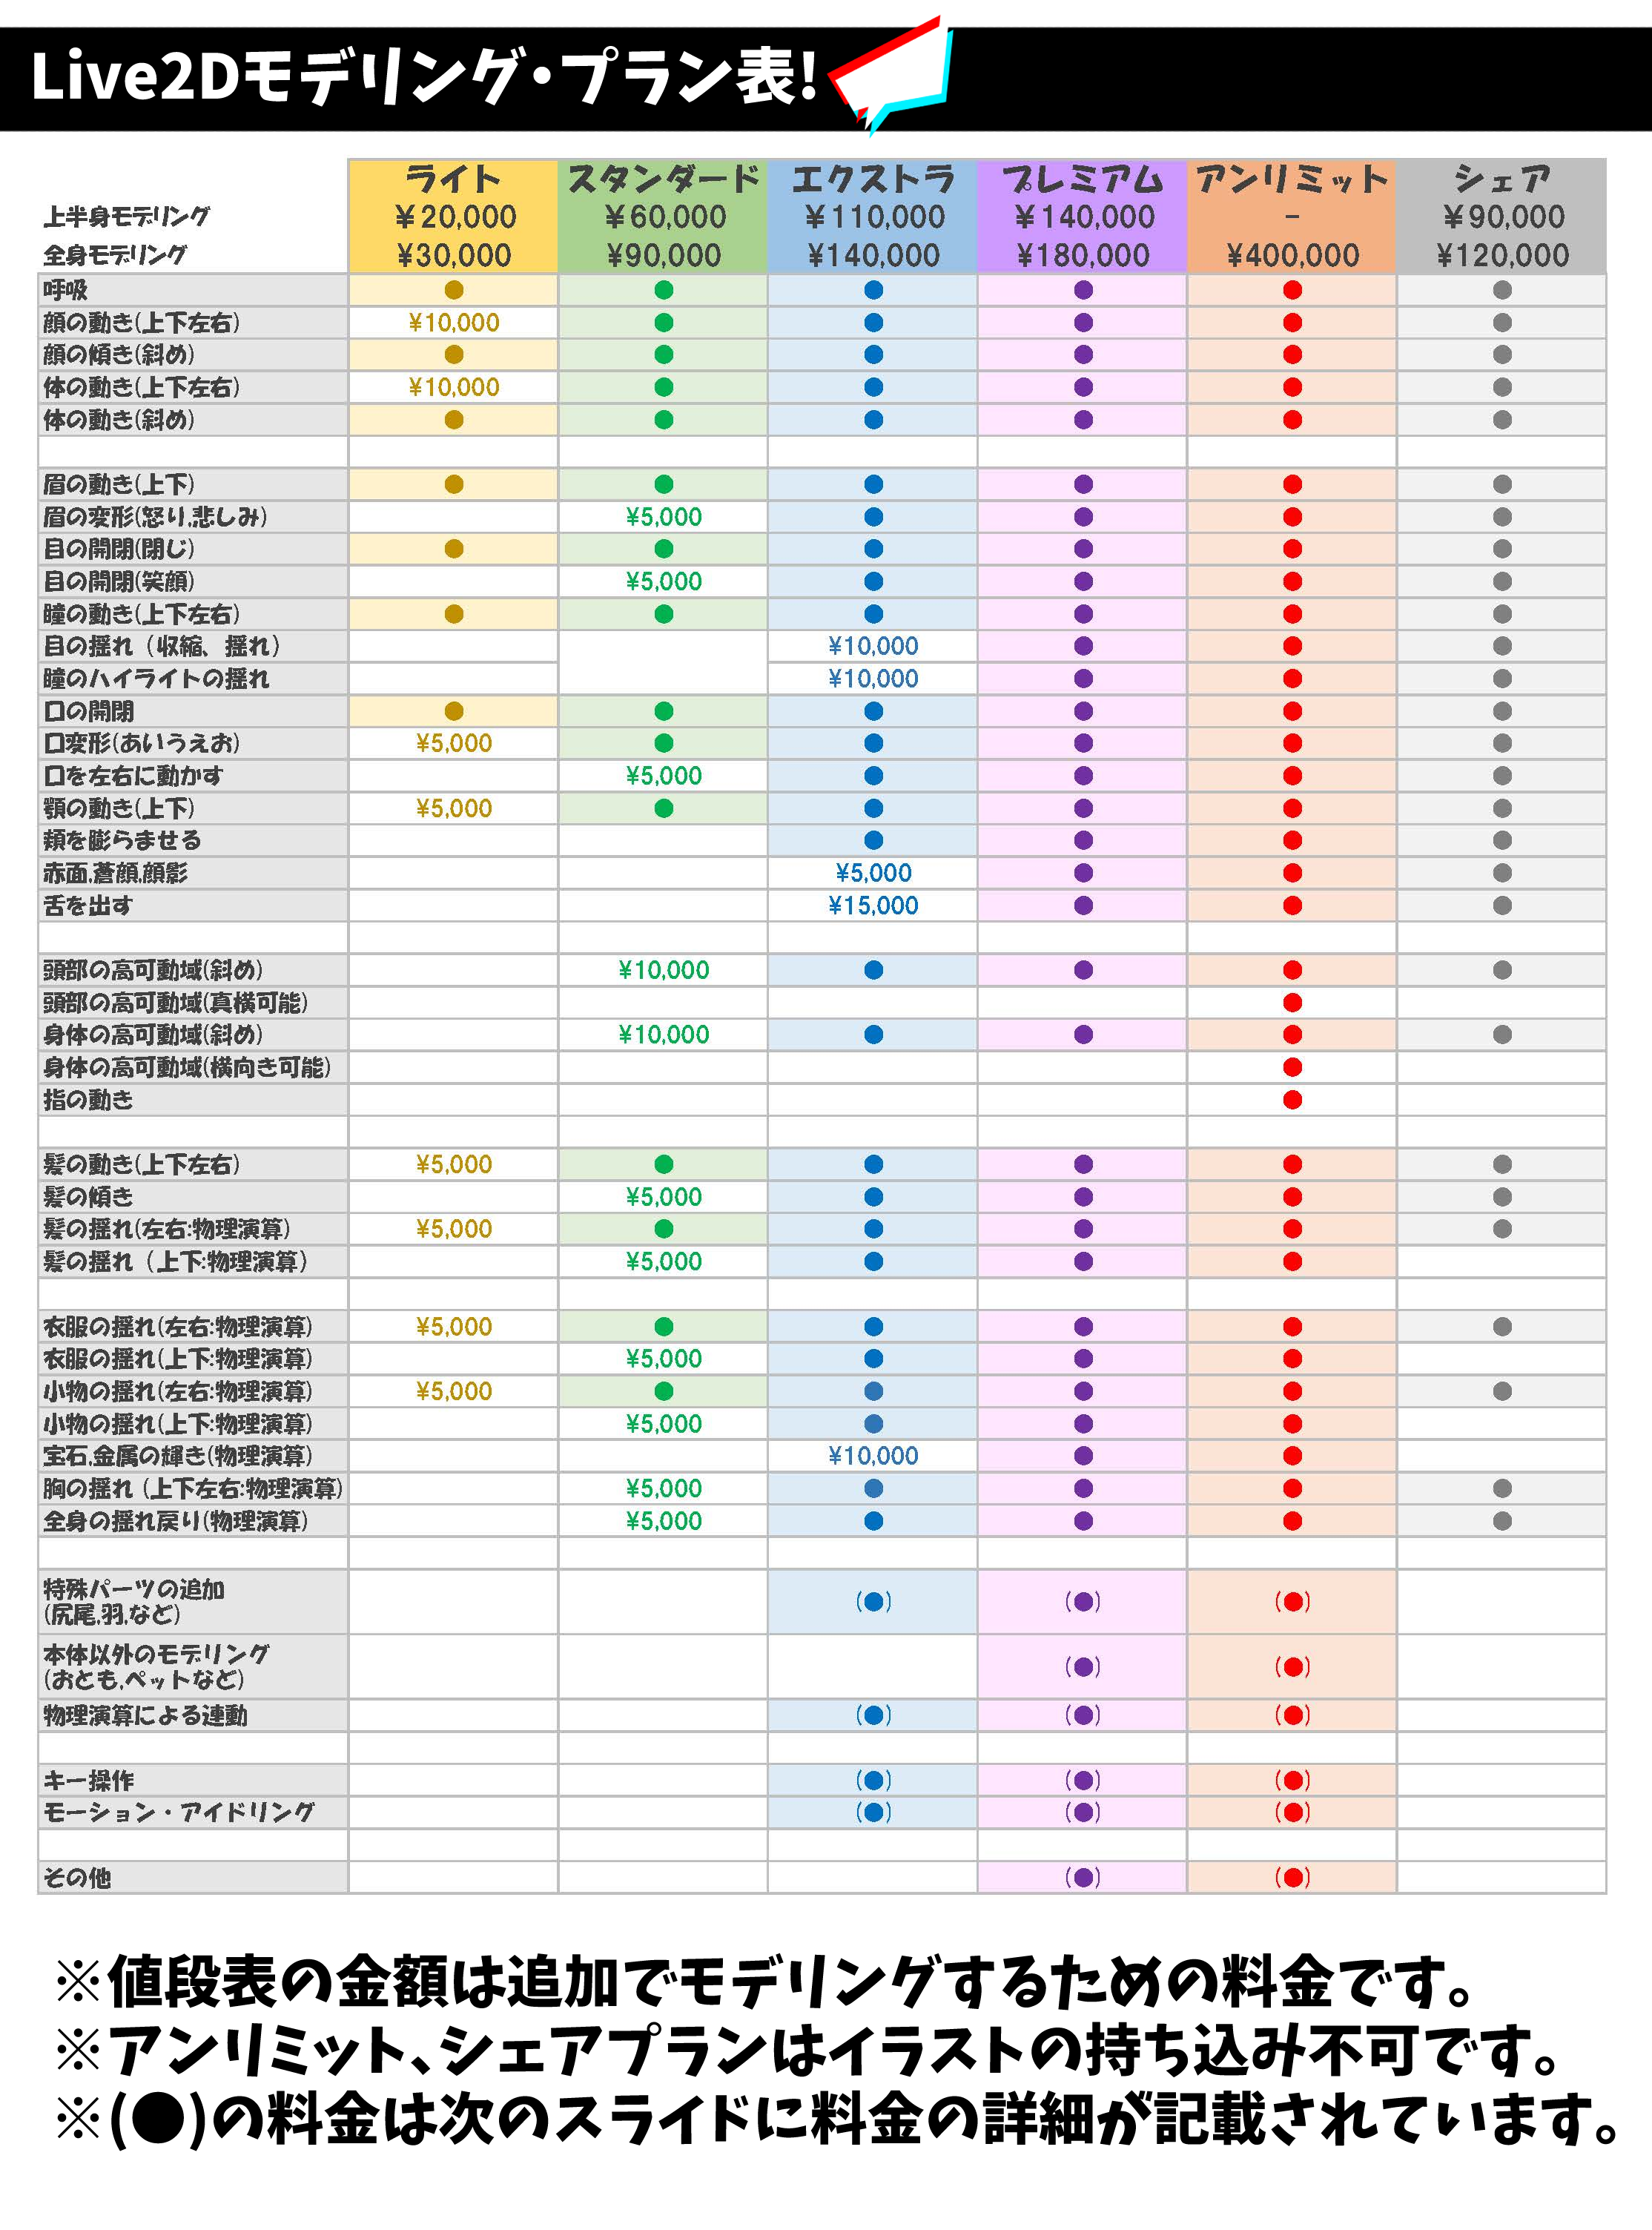 Live2Dモデリング・プラン表!
ライト スタンダード エクストラ プレミアム アンリミット シェア
上半身モデリング ¥20,000 ¥60,000 ¥110,000 ¥140,000 - ¥90,000
全身モデリング ¥30,000 ¥90,000 ¥140,000 ¥180,000 ¥400,000 ¥120,000
呼吸 ● ● ● ● ● ●
顔の動き(上下左右) ¥10,000 ● ● ● ● ●
顔の傾き(斜め) ● ● ● ● ● ●
体の動き(上下左右) ¥10,000 ● ● ● ● ●
体の動き(斜め) ● ● ● ● ● ●
眉の動き(上下) ● ● ● ● ● ●
眉の変形(怒り,悲しみ) ¥5,000 ● ● ● ●
目の開閉(閉じ) ● ● ● ● ● ●
目の開閉(笑顔) ¥5,000 ● ● ● ●
瞳の動き(上下左右) ● ● ● ● ● ●
目の揺れ（収縮、揺れ） ¥10,000 ● ● ●
瞳のハイライトの揺れ ¥10,000 ● ● ●
口の開閉 ● ● ● ● ● ●
口変形(あいうえお) ¥5,000 ● ● ● ● ●
口を左右に動かす ¥5,000 ● ● ● ●
顎の動き(上下) ¥5,000 ● ● ● ● ●
頬を膨らませる ● ● ● ●
赤面,蒼顔,顔影 ¥5,000 ● ● ●
舌を出す ¥15,000 ● ● ●
頭部の高可動域(斜め) ¥10,000 ● ● ● ●
頭部の高可動域(真横可能) ●
身体の高可動域(斜め) ¥10,000 ● ● ● ●
身体の高可動域(横向き可能) ●
指の動き ●
髪の動き(上下左右) ¥5,000 ● ● ● ● ●
髪の傾き ¥5,000 ● ● ● ●
髪の揺れ(左右:物理演算) ¥5,000 ● ● ● ● ●
髪の揺れ（上下:物理演算） ¥5,000 ● ● ●
衣服の揺れ(左右:物理演算) ¥5,000 ● ● ● ● ●
衣服の揺れ(上下:物理演算) ¥5,000 ● ● ●
小物の揺れ(左右:物理演算) ¥5,000 ● ● ● ● ●
小物の揺れ(上下:物理演算) ¥5,000 ● ● ●
宝石,金属の輝き(物理演算) ¥10,000 ● ●
胸の揺れ（上下左右:物理演算) ¥5,000 ● ● ● ●
全身の揺れ戻り(物理演算) ¥5,000 ● ● ● ●
特殊パーツの追加
(尻尾,羽,など) (●) (●) (●)
本体以外のモデリング
(おとも,ペットなど) (●) (●)
物理演算による連動 (●) (●) (●)
キー操作 (●) (●) (●)
モーション・アイドリング (●) (●) (●)
その他 (●) (●)
※値段表の金額は追加でモデリングするための料金です。
※アンリミット、シェアプランはイラストの持ち込み不可です。
※(●)の料金は次のスライドに料金の詳細が記載されています。